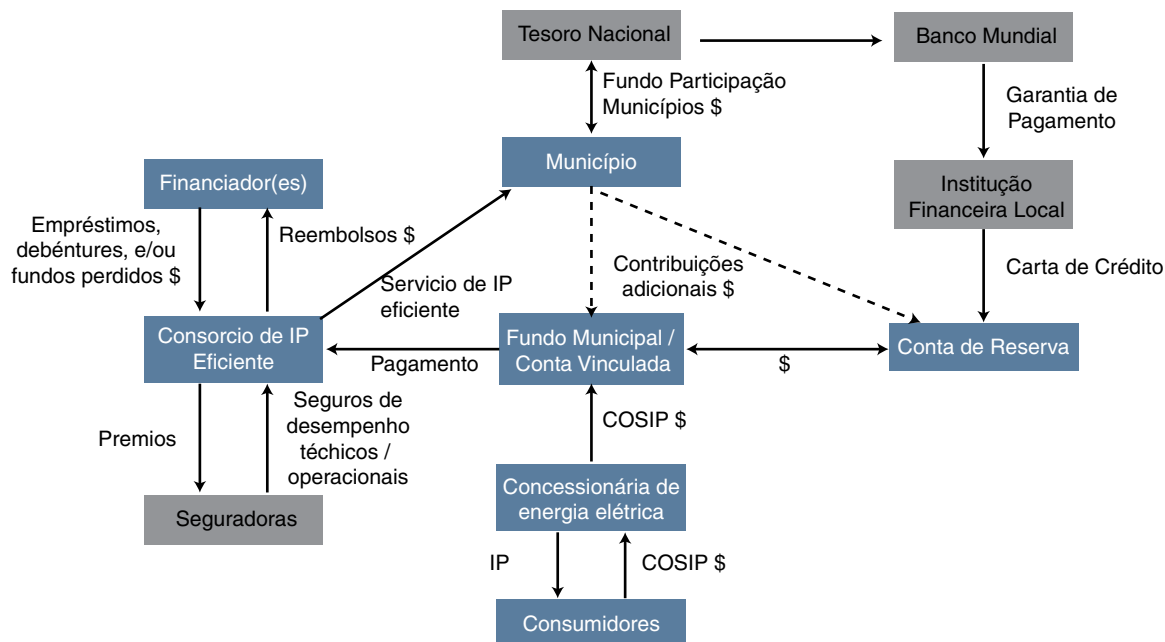 Tesoro Nacional
Banco Mundial
Fundo Participação
Municípios $
Garantia de
Pagamento
Município
Financiador(es)
Institução
Financeira Local
Empréstimos,
debéntures, e/ou
fundos perdidos $
Reembolsos $
Servicio de IP
eficiente
Contribuições
adicionais $
Carta de Crédito
Consorcio de IP
Eficiente
Pagamento
Fundo Municipal /
Conta Vinculada
$
Conta de Reserva
Premios
Seguros de
desempenho
téchicos /
operacionais
COSIP $
Seguradoras
Concessionária de
energia elétrica
IP
COSIP $
Consumidores